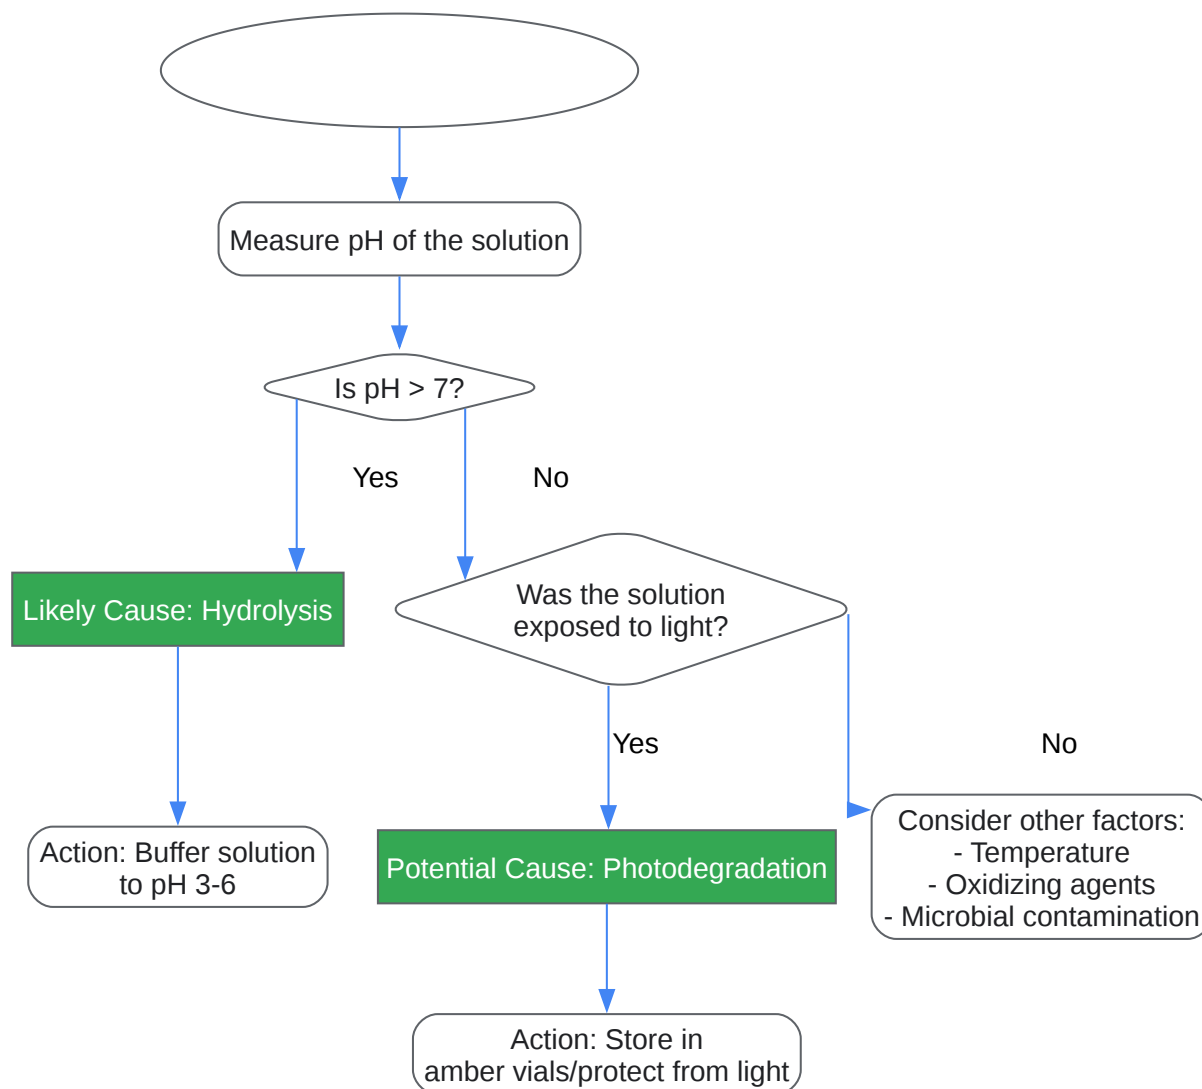 Measure pH of the solution
Is pH > 7?
Yes
No
Likely Cause: Hydrolysis
Was the solution
exposed to light?
Yes
No
Action: Buffer solution
to pH 3-6
Potential Cause: Photodegradation
Consider other factors:
- Temperature
- Oxidizing agents
- Microbial contamination
Action: Store in
amber vials/protect from light